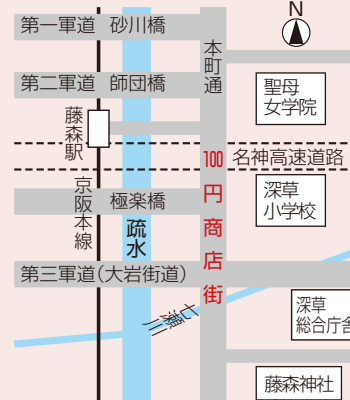 N
第一軍道 砂川橋
本町通
第二軍道 師団橋
聖母
女学院
藤森駅
名神高速道路
100円商店街
京阪本線
極楽橋
深草
小学校
疏水
第三軍道(大岩街道)
七瀬川
深草
総合庁舎
藤森神社